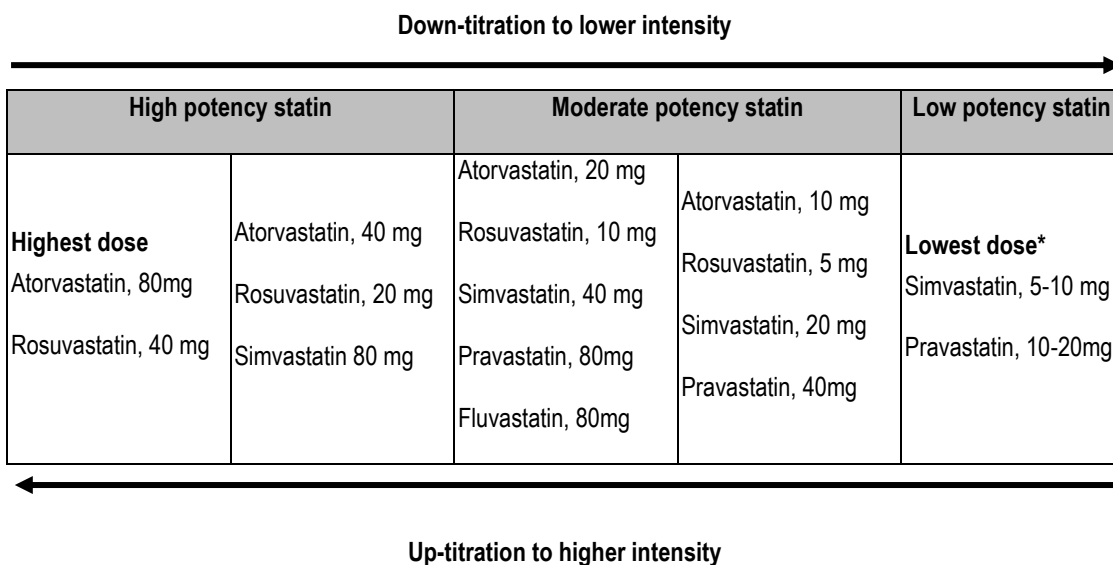 Down-titration to lower intensity
High potency statin
Moderate potency statin
Low potency statin
Highest dose
Atorvastatin, 80mg
Rosuvastatin, 40 mg
Atorvastatin, 40 mg
Rosuvastatin, 20 mg
Simvastatin 80 mg
Atorvastatin, 20 mg
Rosuvastatin, 10 mg
Simvastatin, 40 mg
Pravastatin, 80mg
Fluvastatin, 80mg
Atorvastatin, 10 mg
Rosuvastatin, 5 mg
Simvastatin, 20 mg
Pravastatin, 40mg
Lowest dose*
Simvastatin, 5-10 mg
Pravastatin, 10-20mg
Up-titration to higher intensity